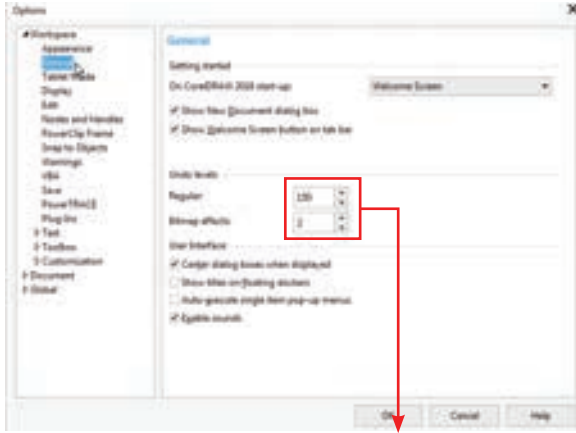 Options
Workspace
Appearance
General
Tablet Mode
Display
Edit
Nodes and Handles
PowerClip Frame
Snap to Objects
Warnings
VBA
Save
PowerTRACE
Plug-Ins
Text
Toolbox
Customization
Document
Global
General
Getting started
On CorelDRAW 2018 start-up: Welcome Screen
Show New Document dialog box
Show Welcome Screen button on tab bar
Undo levels
Regular:
Bitmap effects: 2
User Interface
Center dialog boxes when displayed
Show titles on floating dockers
Auto-execute single item pop-up menus
Enable sounds
OK Cancel Help